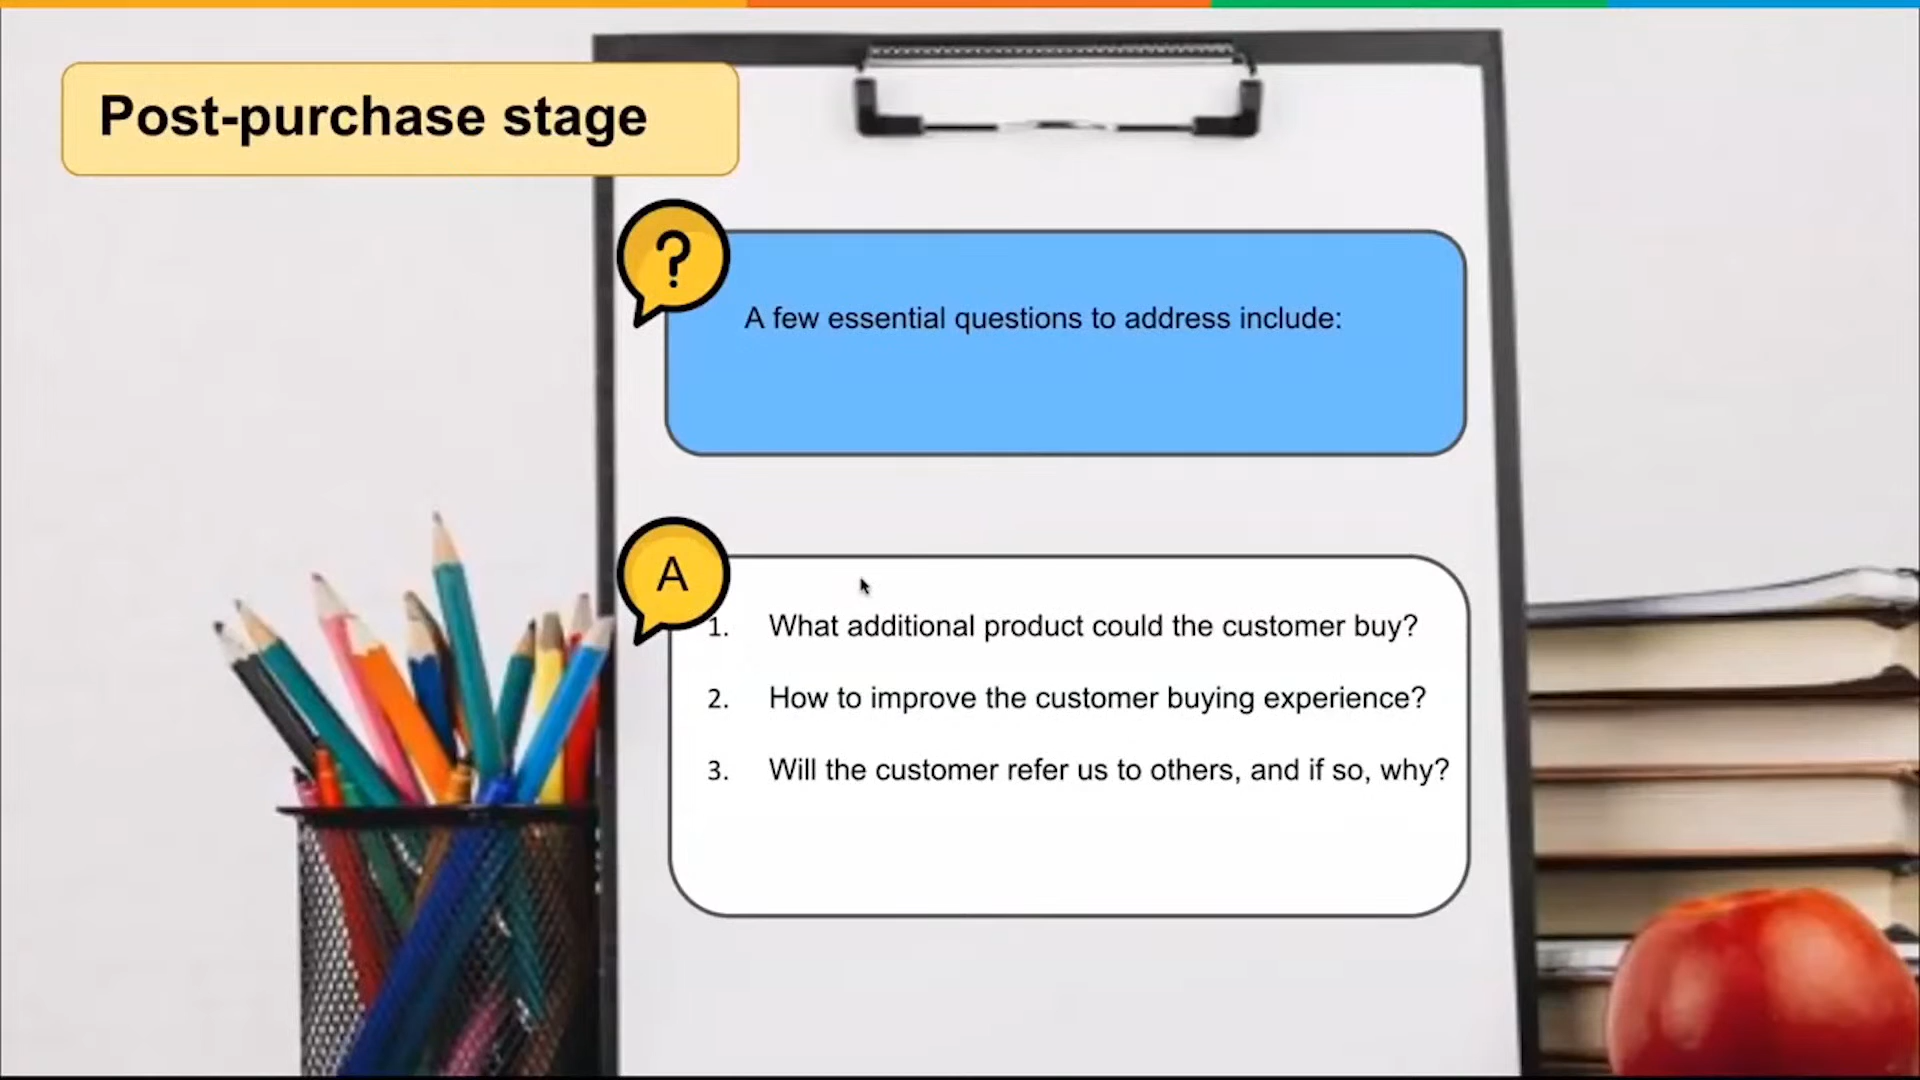 Post-purchase stage
?
A few essential questions to address include:
A
1. What additional product could the customer buy?
2. How to improve the customer buying experience?
3. Will the customer refer us to others, and if so, why?